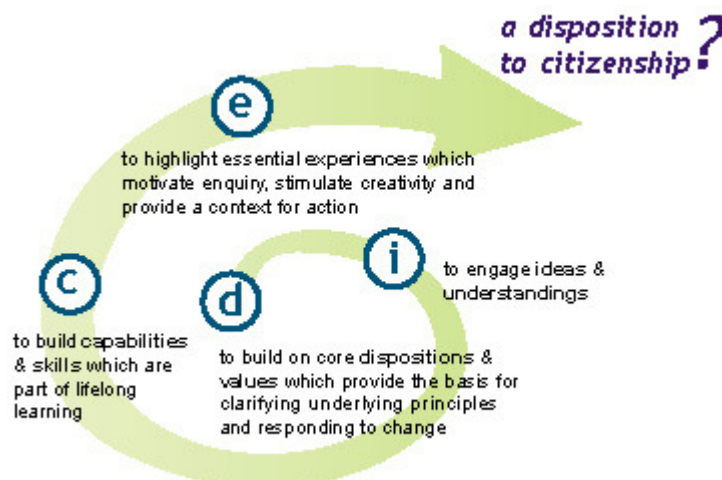 a disposition
to citizenship?
e
to highlight essential experiences which
motivate enquiry, stimulate creativity and
provide a context for action
i
to engage ideas &
understandings
c
to build capabilities
& skills which are
part of lifelong
learning
d
to build on core dispositions &
values which provide the basis for
clarifying underlying principles
and responding to change